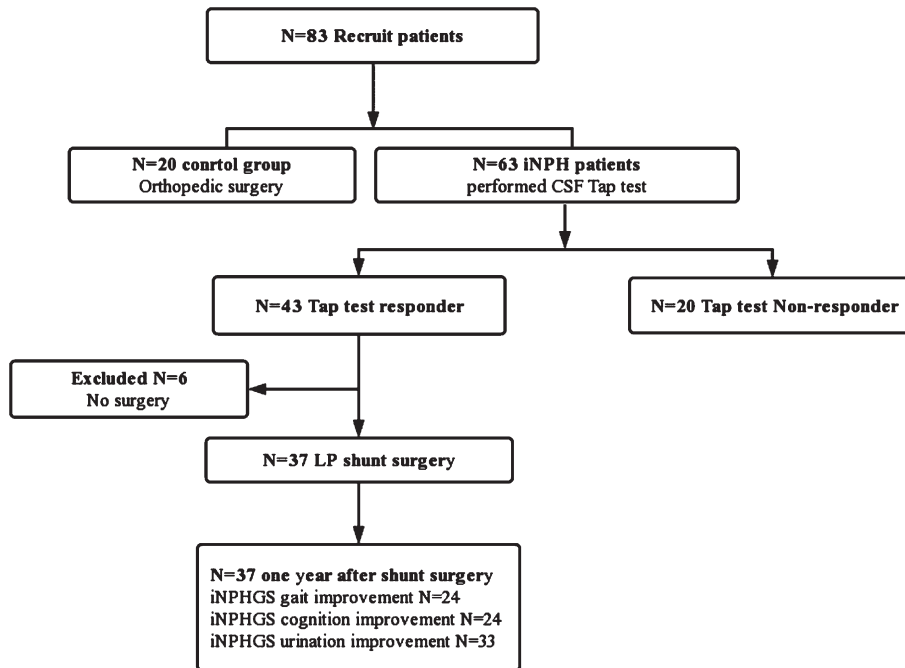 N=83 Recruit patients
N=20 conrtol group
Orthopedic surgery
N=63 iNPH patients
performed CSF Tap test
N=43 Tap test responder
N=20 Tap test Non-responder
Excluded N=6
No surgery
N=37 LP shunt surgery
N=37 one year after shunt surgery
iNPHGS gait improvement N=24
iNPHGS cognition improvement N=24
iNPHGS urination improvement N=33